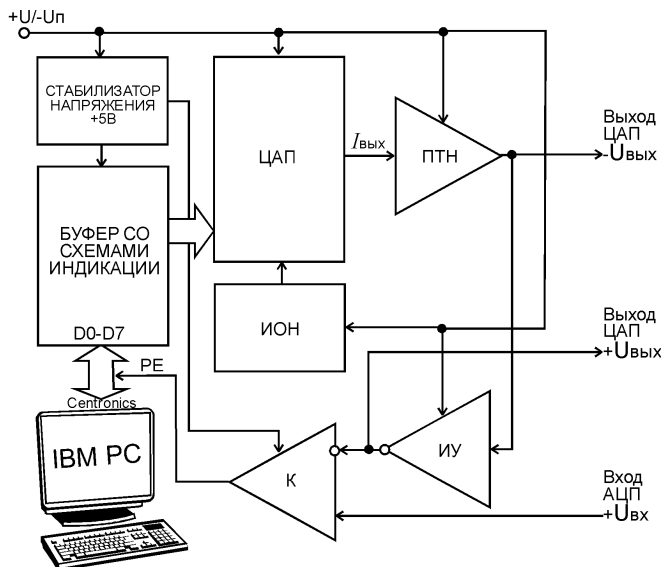 +U/-Uп
СТАБИЛИЗАТОР
НАПРЯЖЕНИЯ
+5В
ЦАП
Iвых
ПТН
Выход
ЦАП
-Uвых
БУФЕР СО
СХЕМАМИ
ИНДИКАЦИИ
D0-D7
ИОН
Выход
ЦАП
+Uвых
PE
Centronics
IBM PC
К
ИУ
Вход
АЦП
+Uвх